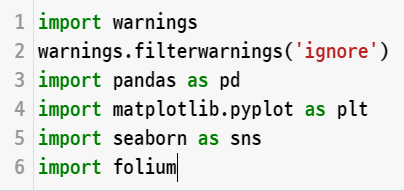 1 import warnings
2 warnings.filterwarnings('ignore')
3 import pandas as pd
4 import matplotlib.pyplot as plt
5 import seaborn as sns
6 import folium